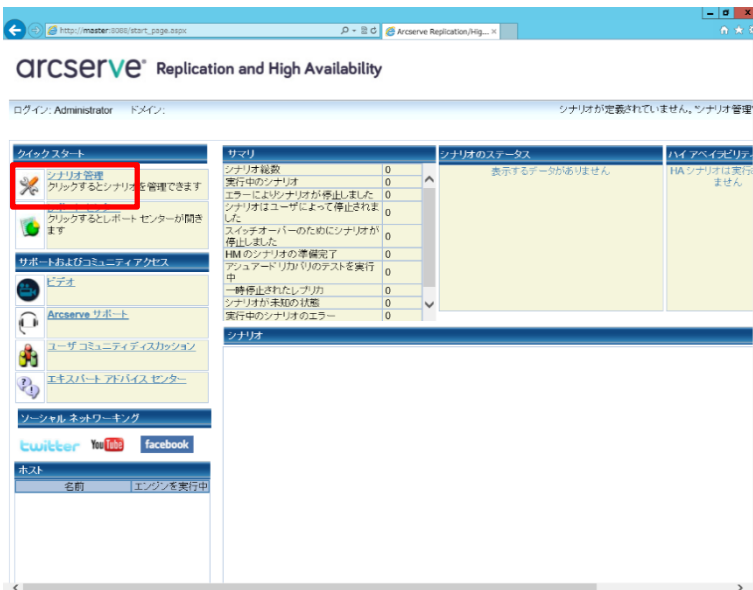 http://master:8088/start_page.aspx
Arcserve Replication/Hig...
arcserve® Replication and High Availability
ログイン: Administrator ドメイン:
シナリオが定義されていません。シナリオ管理
クイック スタート
シナリオ管理
クリックするとシナリオを管理できます
クリックするとレポート センターが開き
ます
サポートおよびコミュニティ アクセス
ビデオ
Arcserve サポート
ユーザ コミュニティ ディスカッション
エキスパート アドバイス センター
ソーシャル ネットワーキング
twitter YouTube facebook
ホスト
名前 エンジンを実行中
サマリ
シナリオ総数 0
実行中のシナリオ 0
エラーによりシナリオが停止しました 0
シナリオはユーザによって停止されま
した 0
スイッチオーバーのためにシナリオが
停止しました 0
HMのシナリオの準備完了 0
アシュアード リカバリのテストを実行
中 0
一時停止されたレプリカ 0
シナリオが未知の状態 0
実行中のシナリオのエラー 0
シナリオのステータス
表示するデータがありません
ハイ アベイラビリティ
HA シナリオは実行
ません
シナリオ